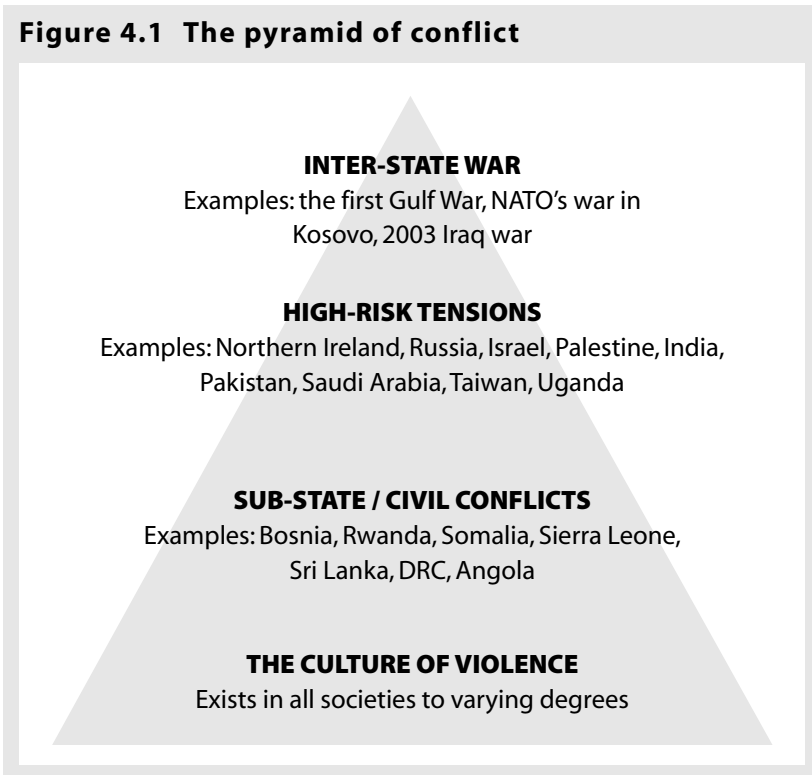 Figure 4.1 The pyramid of conflict
INTER-STATE WAR
Examples: the first Gulf War, NATO’s war in
Kosovo, 2003 Iraq war
HIGH-RISK TENSIONS
Examples: Northern Ireland, Russia, Israel, Palestine, India,
Pakistan, Saudi Arabia, Taiwan, Uganda
SUB-STATE / CIVIL CONFLICTS
Examples: Bosnia, Rwanda, Somalia, Sierra Leone,
Sri Lanka, DRC, Angola
THE CULTURE OF VIOLENCE
Exists in all societies to varying degrees